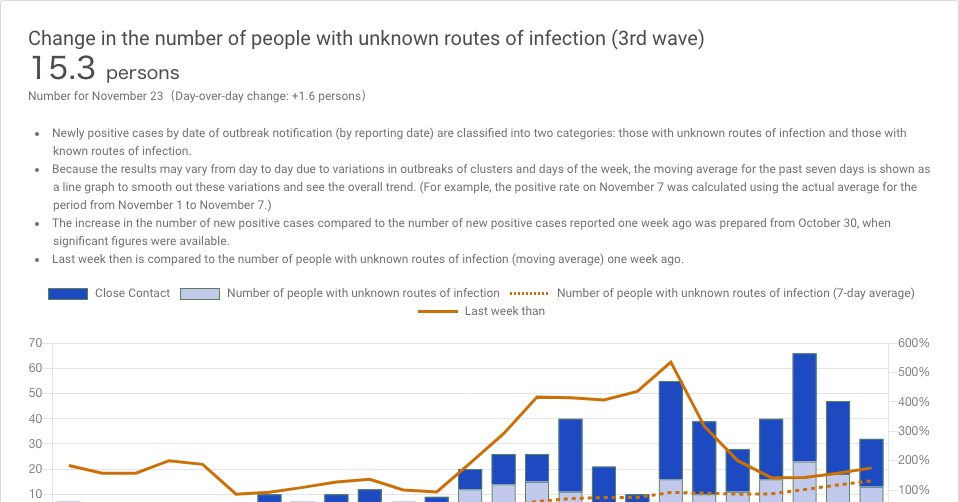 Change in the number of people with unknown routes of infection (3rd wave)
15.3 persons
Number for November 23（Day-over-day change: +1.6 persons）
Newly positive cases by date of outbreak notification (by reporting date) are classified into two categories: those with unknown routes of infection and those with
known routes of infection.
Because the results may vary from day to day due to variations in outbreaks of clusters and days of the week, the moving average for the past seven days is shown as
a line graph to smooth out these variations and see the overall trend. (For example, the positive rate on November 7 was calculated using the actual average for the
period from November 1 to November 7.)
The increase in the number of new positive cases compared to the number of new positive cases reported one week ago was prepared from October 30, when
significant figures were available.
Last week then is compared to the number of people with unknown routes of infection (moving average) one week ago.
Close Contact Number of people with unknown routes of infection Number of people with unknown routes of infection (7-day average)
Last week than
70 600%
60 500%
50 400%
40 300%
30 200%
20 100%
10